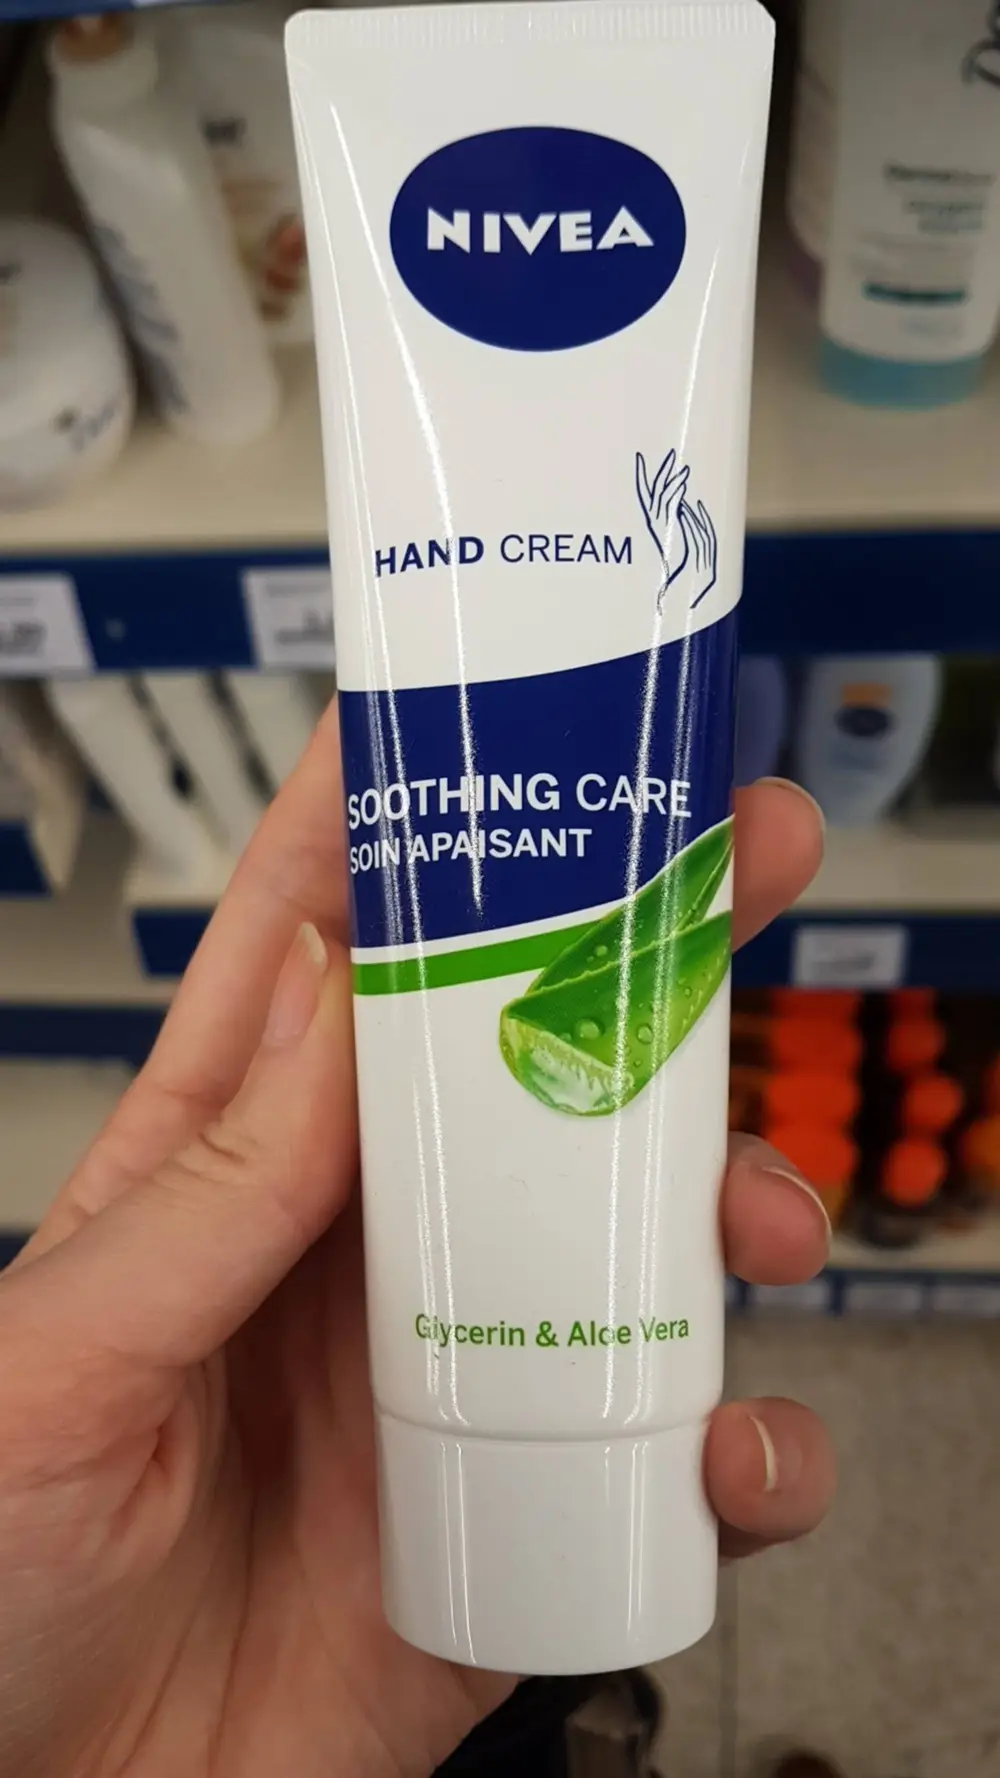 NIVEA
HAND CREAM
SOOTHING CARE
SOIN APAISANT
Glycerin & Aloe Vera